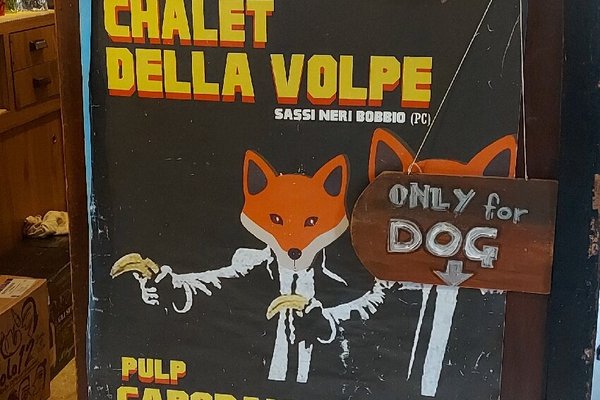 CHALET
DELLA VOLPE
SASSI NERI BOBBIO (PC)
ONLY for
DOG
PULP